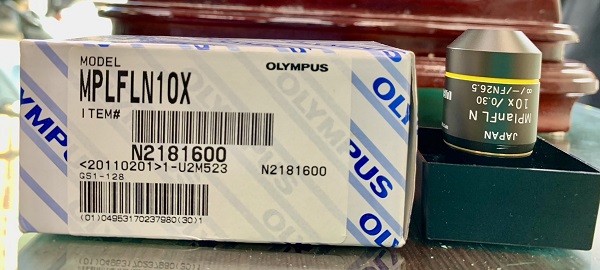 MODEL
OLYMPUS
MPLFLN10X
ITEM#
N2181600
<20110201>1-U2M523
N2181600
GS1-128
(01)04953170237980(30)1
OLYMPUS
OLYMPUS
JAPAN
MPlanFL N
10x/0.30
∞/-/FN26.5